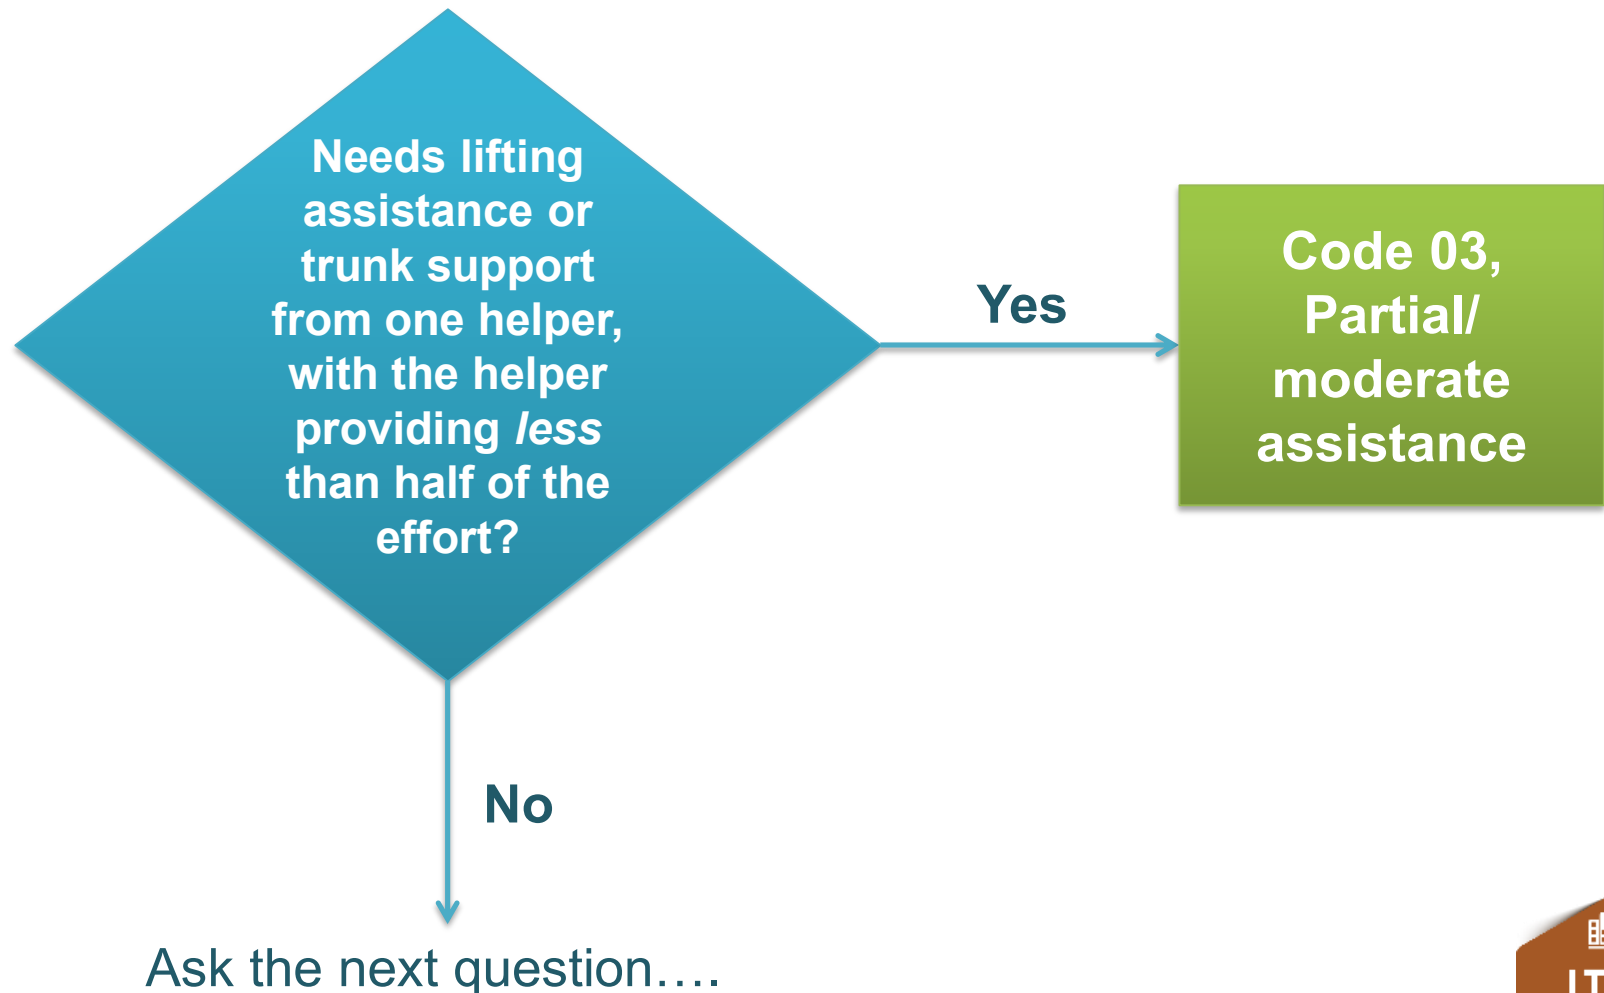 Needs lifting
assistance or
trunk support
from one helper,
with the helper
providing less
than half of the
effort?
Yes
Code 03,
Partial/
moderate
assistance
No
Ask the next question….